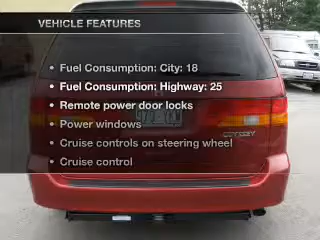 VEHICLE FEATURES
• Fuel Consumption: City: 18
• Fuel Consumption: Highway: 25
• Remote power door locks
• Power windows
• Cruise controls on steering wheel
• Cruise control
ODYSSEY